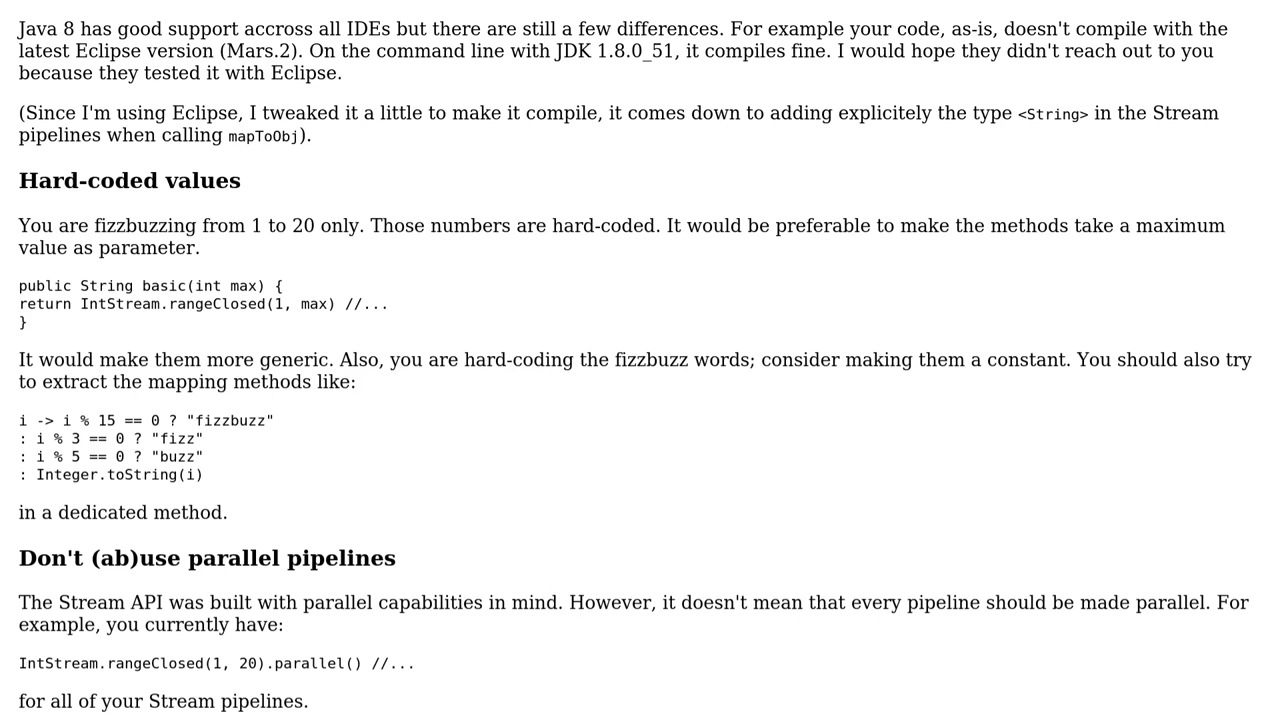 Java 8 has good support accross all IDEs but there are still a few differences. For example your code, as-is, doesn't compile with the
latest Eclipse version (Mars.2). On the command line with JDK 1.8.0_51, it compiles fine. I would hope they didn't reach out to you
because they tested it with Eclipse.
(Since I'm using Eclipse, I tweaked it a little to make it compile, it comes down to adding explicitely the type <String> in the Stream
pipelines when calling mapToObj).
Hard-coded values
You are fizzbuzzing from 1 to 20 only. Those numbers are hard-coded. It would be preferable to make the methods take a maximum
value as parameter.
public String basic(int max) {
return IntStream.rangeClosed(1, max) //...
}
It would make them more generic. Also, you are hard-coding the fizzbuzz words; consider making them a constant. You should also try
to extract the mapping methods like:
i -> i % 15 == 0 ? "fizzbuzz"
: i % 3 == 0 ? "fizz"
: i % 5 == 0 ? "buzz"
: Integer.toString(i)
in a dedicated method.
Don't (ab)use parallel pipelines
The Stream API was built with parallel capabilities in mind. However, it doesn't mean that every pipeline should be made parallel. For
example, you currently have:
IntStream.rangeClosed(1, 20).parallel() //...
for all of your Stream pipelines.